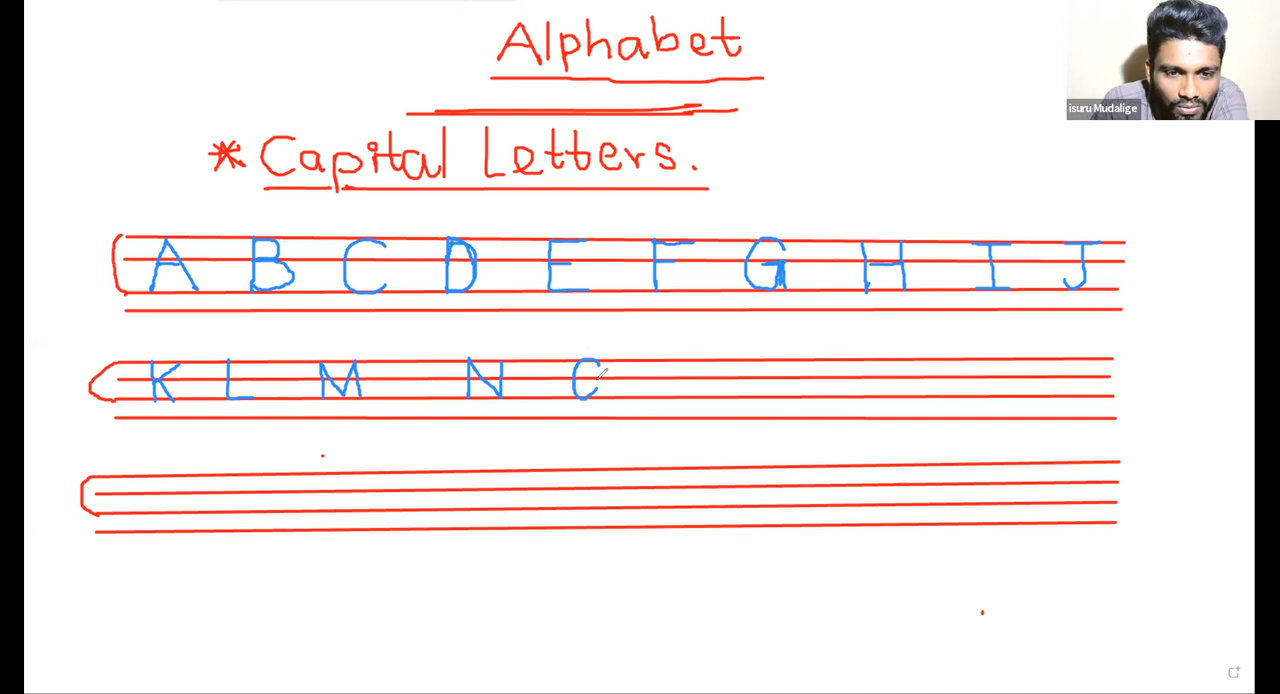 Alphabet
isuru Mudalige
* Capital Letters.
A B C D E F G H I J
K L M N C